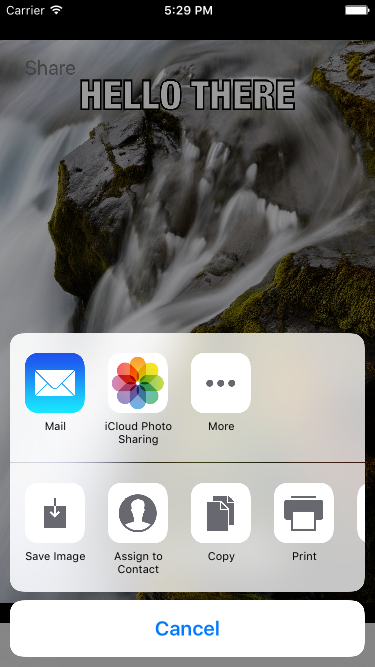 Carrier 5:29 PM
Share
HELLO THERE
Mail
iCloud Photo
Sharing
More
Save Image
Assign to
Contact
Copy
Print
Cancel